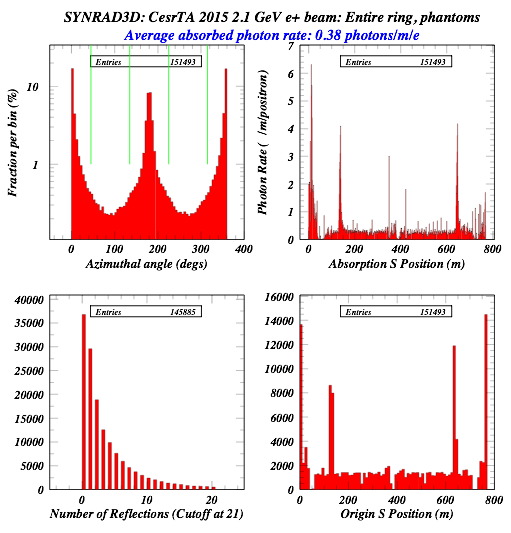 SYNRAD3D: CesrTA 2015 2.1 GeV e+ beam: Entire ring, phantoms
Average absorbed photon rate: 0.38 photons/m/e
Fraction per bin (%)
10
1
Entries 151493
0 100 200 300 400
Azimuthal angle (degs)
Photon Rate ( /m/positron)
7
6
5
4
3
2
1
0
Entries 151493
0 200 400 600 800
Absorption S Position (m)
40000
35000
30000
25000
20000
15000
10000
5000
0
Entries 145885
0 10 20
Number of Reflections (Cutoff at 21)
16000
14000
12000
10000
8000
6000
4000
2000
0
Entries 151493
0 200 400 600 800
Origin S Position (m)